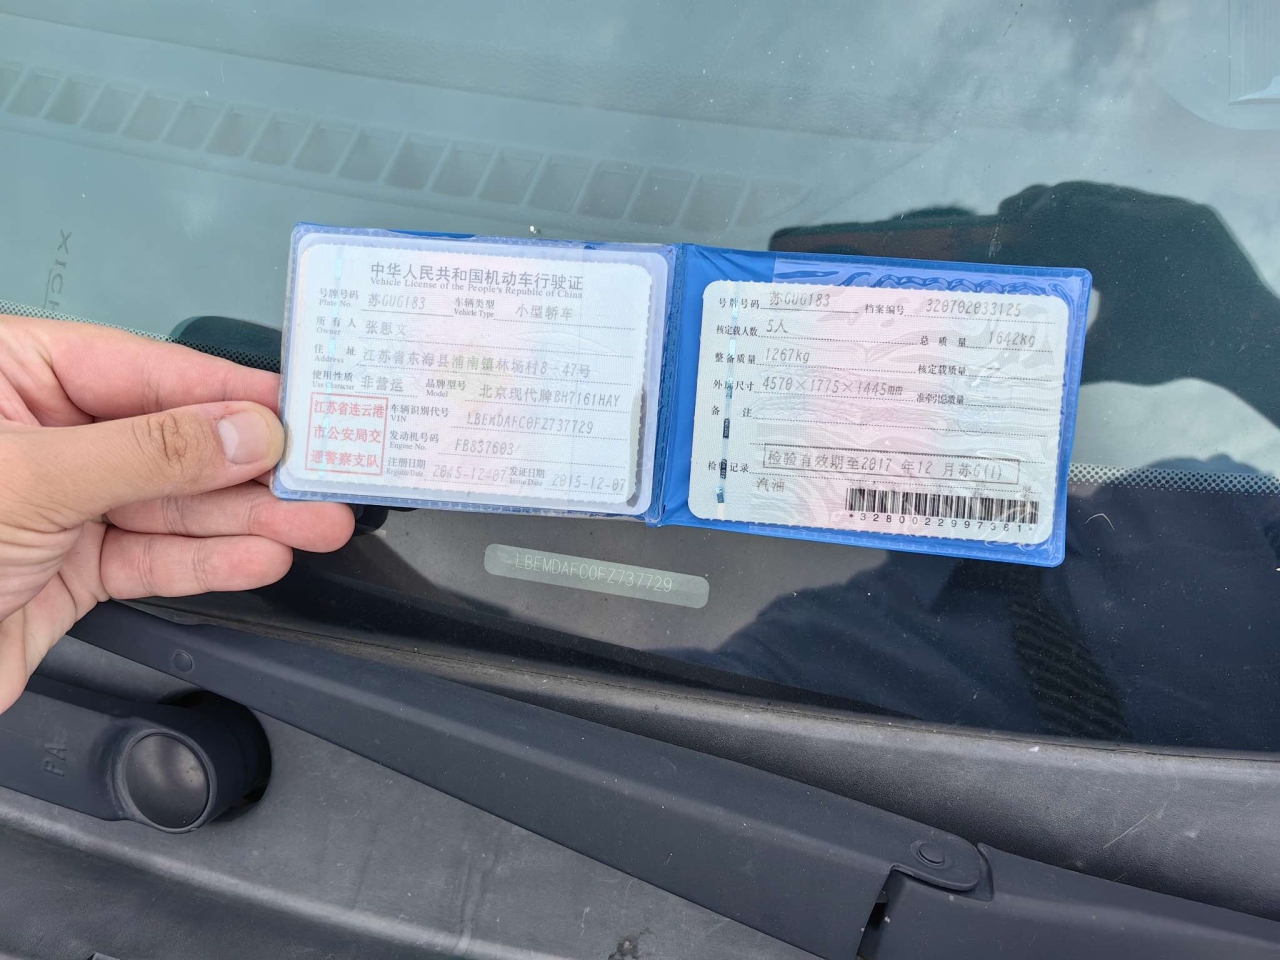 中华人民共和国机动车行驶证
Vehicle License of the People's Republic of China
号牌号码 苏GUG183 车辆类型 小型轿车
Plate No. Vehicle Type
所有人 张恩文
Owner
住址 江苏省东海县浦南镇林场村8-47号
Address
使用性质 非营运 品牌型号 北京现代牌BH7161HAY
Use Character Model
江苏省连云港
市公安局交
通警察支队
车辆识别代号 LBEMDAFC0FZ737729
VIN
发动机号码 FB837603
Engine No.
注册日期 2015-12-07 发证日期 2015-12-07
Register Date Issue Date
号牌号码 苏GUG183 档案编号 320702033125
核定载人数 5人 总质量 1642kg
整备质量 1267kg 核定载质量
外廓尺寸 4570×1775×1445mm 准牵引总质量
备注
检验记录 检验有效期至2017年12月苏G(1)
汽油
*3280022997361*
LBEMDAFC0FZ737729